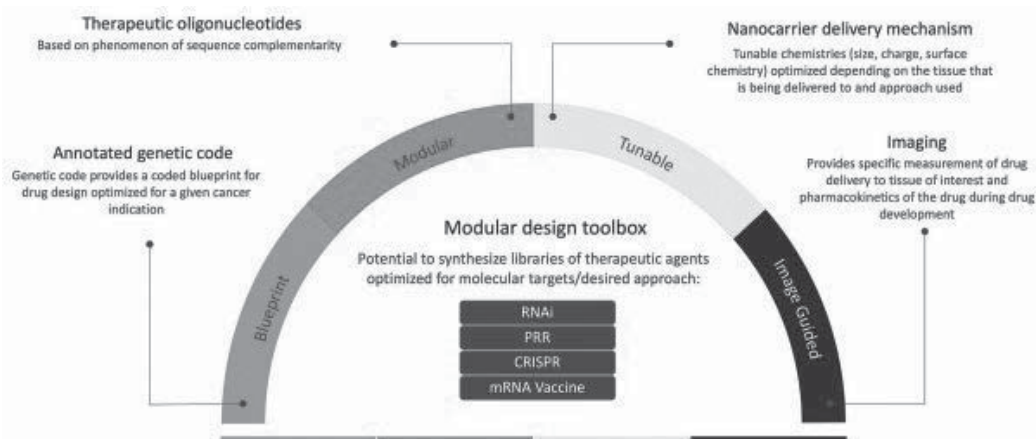 Therapeutic oligonucleotides
Based on phenomenon of sequence complementarity
Nanocarrier delivery mechanism
Tunable chemistries (size, charge, surface
chemistry) optimized depending on the tissue that
is being delivered to and approach used
Annotated genetic code
Genetic code provides a coded blueprint for
drug design optimized for a given cancer
indication
Imaging
Provides specific measurement of drug
delivery to tissue of interest and
pharmacokinetics of the drug during drug
development
Blueprint
Modular
Tunable
Image Guided
Modular design toolbox
Potential to synthesize libraries of therapeutic agents
optimized for molecular targets/desired approach:
RNAi
PRR
CRISPR
mRNA Vaccine